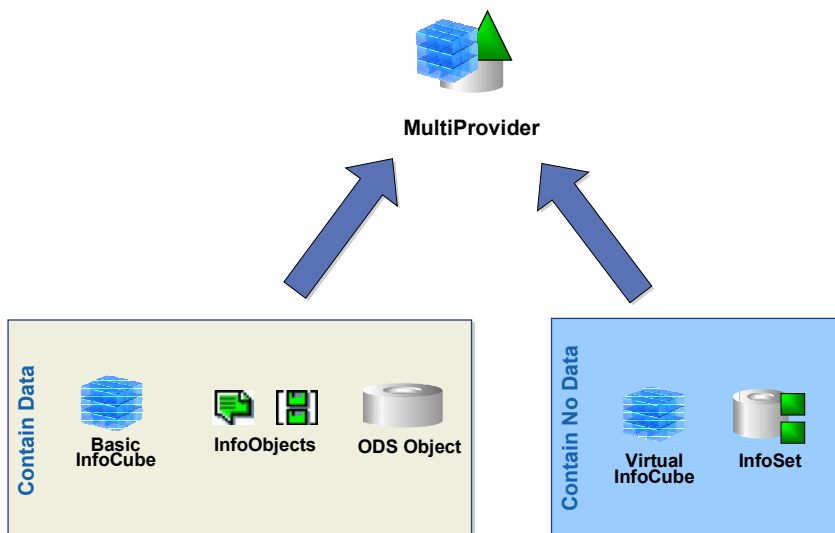 MultiProvider
Contain Data
Basic
InfoCube
InfoObjects
ODS Object
Contain No Data
Virtual
InfoCube
InfoSet